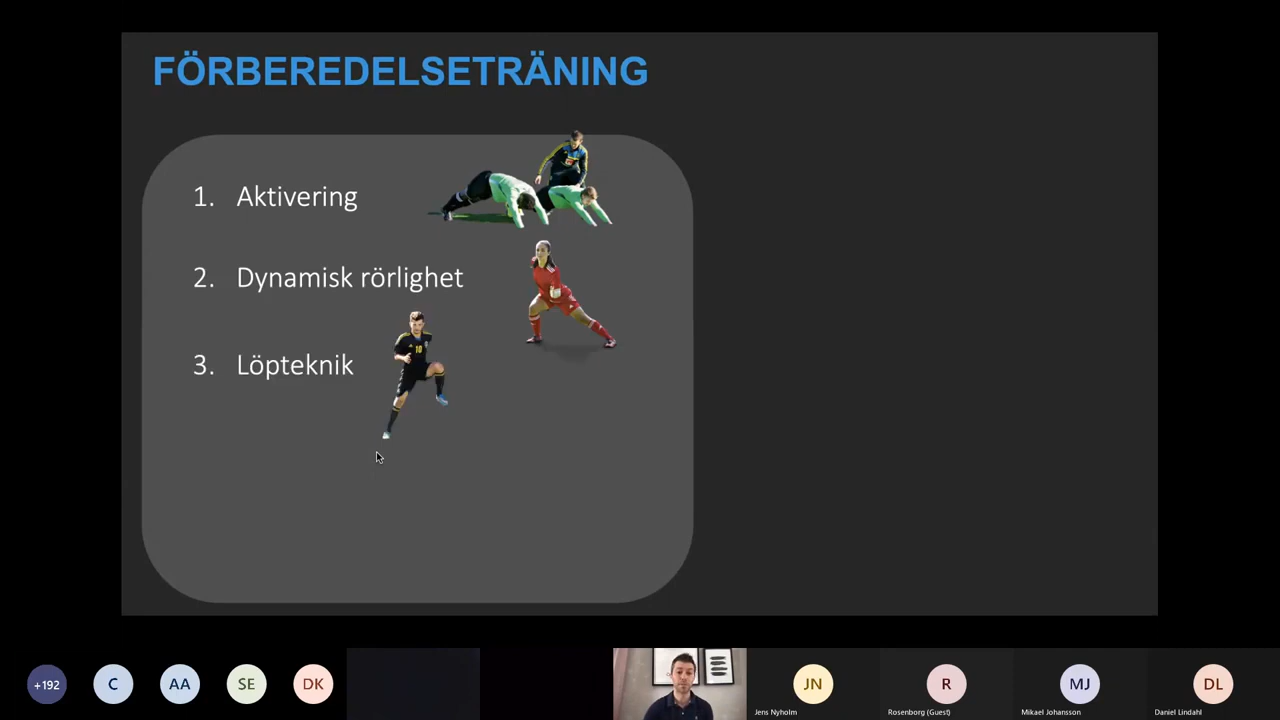 FÖRBEREDELSETRÄNING
1. Aktivering
2. Dynamisk rörlighet
3. Löpteknik
10
+192
C
AA
SE
DK
JN
R
MJ
DL
Jens Nyholm
Rosenborg (Guest)
Mikael Johansson
Daniel Lindahl